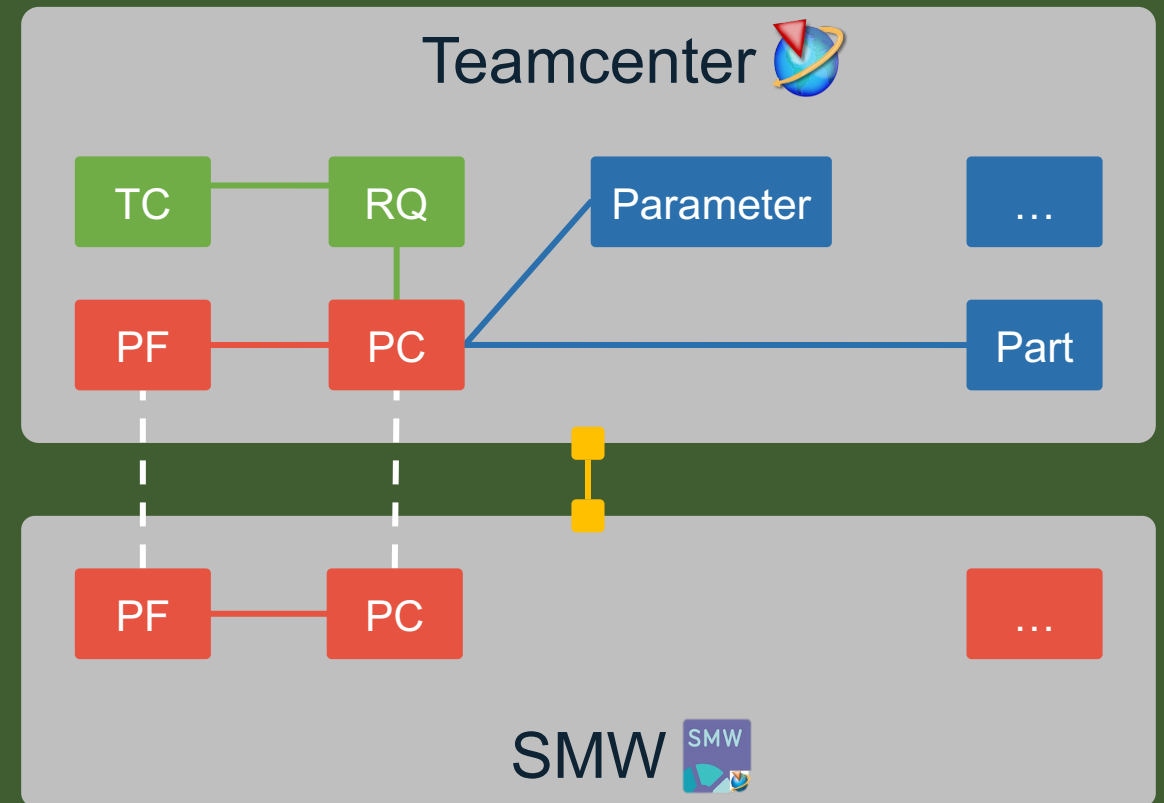 Teamcenter
TC
RQ
Parameter
…
PF
PC
Part
PF
PC
…
SMW
SMW